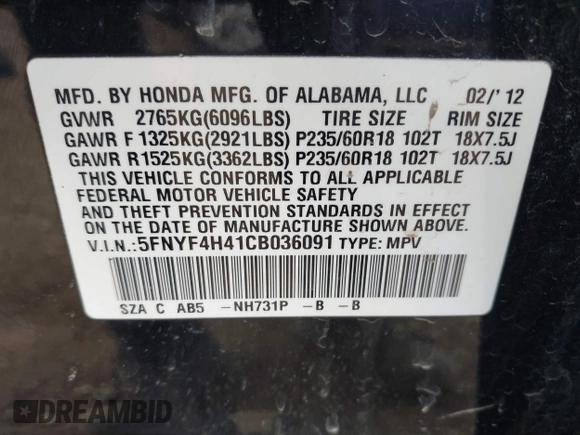 MFD. BY HONDA MFG. OF ALABAMA, LLC 02/'12
GVWR 2765KG(6096LBS) TIRE SIZE RIM SIZE
GAWR F 1325KG(2921LBS) P235/60R18 102T 18X7.5J
GAWR R1525KG(3362LBS) P235/60R18 102T 18X7.5J
THIS VEHICLE CONFORMS TO ALL APPLICABLE
FEDERAL MOTOR VEHICLE SAFETY
AND THEFT PREVENTION STANDARDS IN EFFECT
ON THE DATE OF MANUFACTURE SHOWN ABOVE.
V.I.N.:5FNYF4H41CB036091 TYPE: MPV
SZA C AB5 -NH731P -B -B
DREAMBID